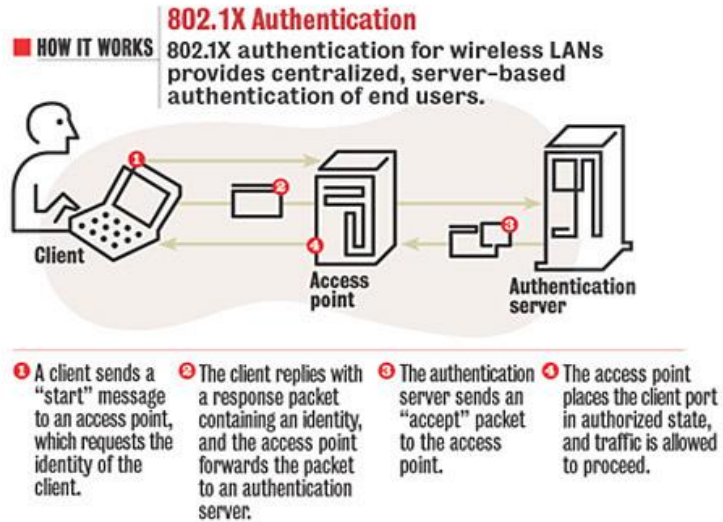 802.1X Authentication
HOW IT WORKS
802.1X authentication for wireless LANs
provides centralized, server-based
authentication of end users.
1
2
3
4
Client
Access
point
Authentication
server
1 A client sends a
"start" message
to an access point,
which requests the
identity of the
client.
2 The client replies with
a response packet
containing an identity,
and the access point
forwards the packet
to an authentication
server.
3 The authentication
server sends an
"accept" packet
to the access
point.
4 The access point
places the client port
in authorized state,
and traffic is allowed
to proceed.